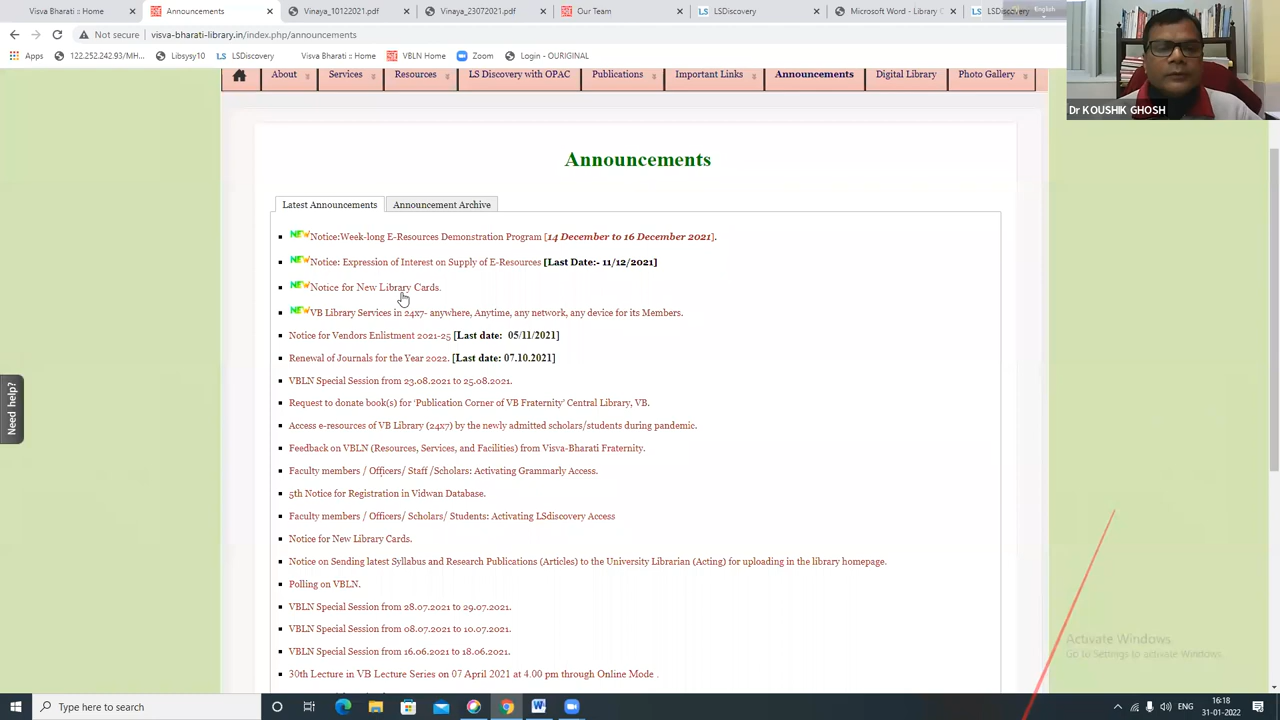 Visva Bharati :: Home
Announcements
Vinaya_10122021.pdf
Vinaya_23072021.pdf
Our Team
LSDiscovery
Microsoft Word - Library C
LSDiscovery
English
Not secure
visva-bharati-library.in/index.php/announcements
Apps
122.252.242.93/MH...
Libsysy10
LSDiscovery
Visva Bharati :: Home
VBLN Home
Zoom
Login - OURIGINAL
Dr KOUSHIK GHOSH
About
Services
Resources
LS Discovery with OPAC
Publications
Important Links
Announcements
Digital Library
Photo Gallery
Announcements
Latest Announcements
Announcement Archive
NEW Notice:Week-long E-Resources Demonstration Program [14 December to 16 December 2021].
NEW Notice: Expression of Interest on Supply of E-Resources [Last Date:- 11/12/2021]
NEW Notice for New Library Cards.
NEW VB Library Services in 24x7- anywhere, Anytime, any network, any device for its Members.
Notice for Vendors Enlistment 2021-25 [Last date: 05/11/2021]
Renewal of Journals for the Year 2022. [Last date: 07.10.2021]
VBLN Special Session from 23.08.2021 to 25.08.2021.
Request to donate book(s) for 'Publication Corner of VB Fraternity' Central Library, VB.
Access e-resources of VB Library (24x7) by the newly admitted scholars/students during pandemic.
Feedback on VBLN (Resources, Services, and Facilities) from Visva-Bharati Fraternity.
Faculty members / Officers/ Staff /Scholars: Activating Grammarly Access.
5th Notice for Registration in Vidwan Database.
Faculty members / Officers/ Scholars/ Students: Activating LSdiscovery Access
Notice for New Library Cards.
Notice on Sending latest Syllabus and Research Publications (Articles) to the University Librarian (Acting) for uploading in the library homepage.
Polling on VBLN.
VBLN Special Session from 28.07.2021 to 29.07.2021.
VBLN Special Session from 08.07.2021 to 10.07.2021.
VBLN Special Session from 16.06.2021 to 18.06.2021.
30th Lecture in VB Lecture Series on 07 April 2021 at 4.00 pm through Online Mode .
Need help?
Activate Windows
Go to Settings to activate Windows.
Type here to search
ENG
16:18
31-01-2022